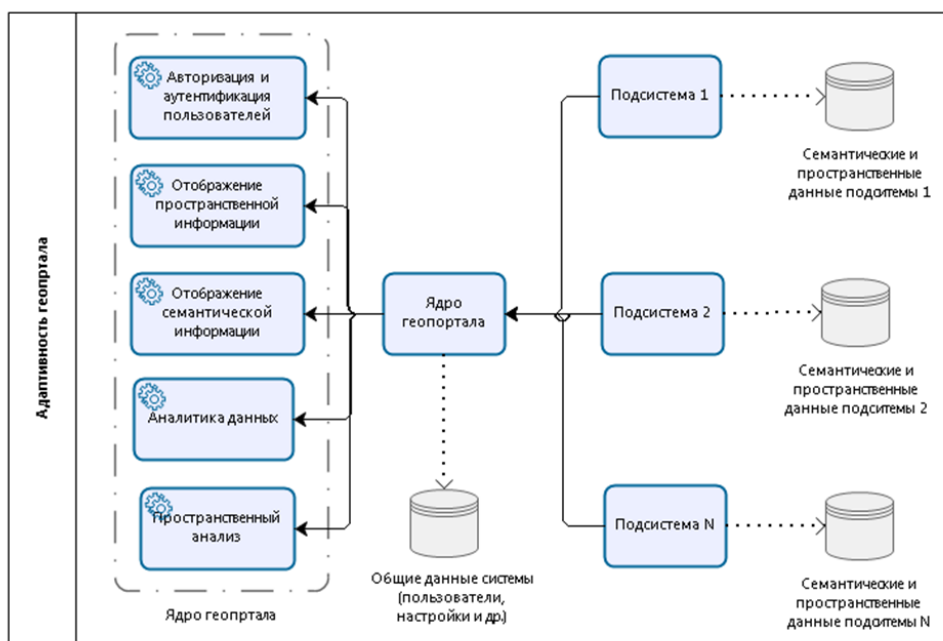 Адаптивность геопртала
Авторизация и
аутентификация
пользователей
Отображение
пространственной
информации
Отображение
семантической
информации
Аналитика данных
Пространственный
анализ
Ядро геопртала
Ядро
геопортала
Общие данные системы
(пользователи,
настройки и др.)
Подсистема 1
Семантические и
пространственные
данные подситемы 1
Подсистема 2
Семантические и
пространственные
данные подситемы 2
Подсистема N
Семантические и
пространственные
данные подситемы N